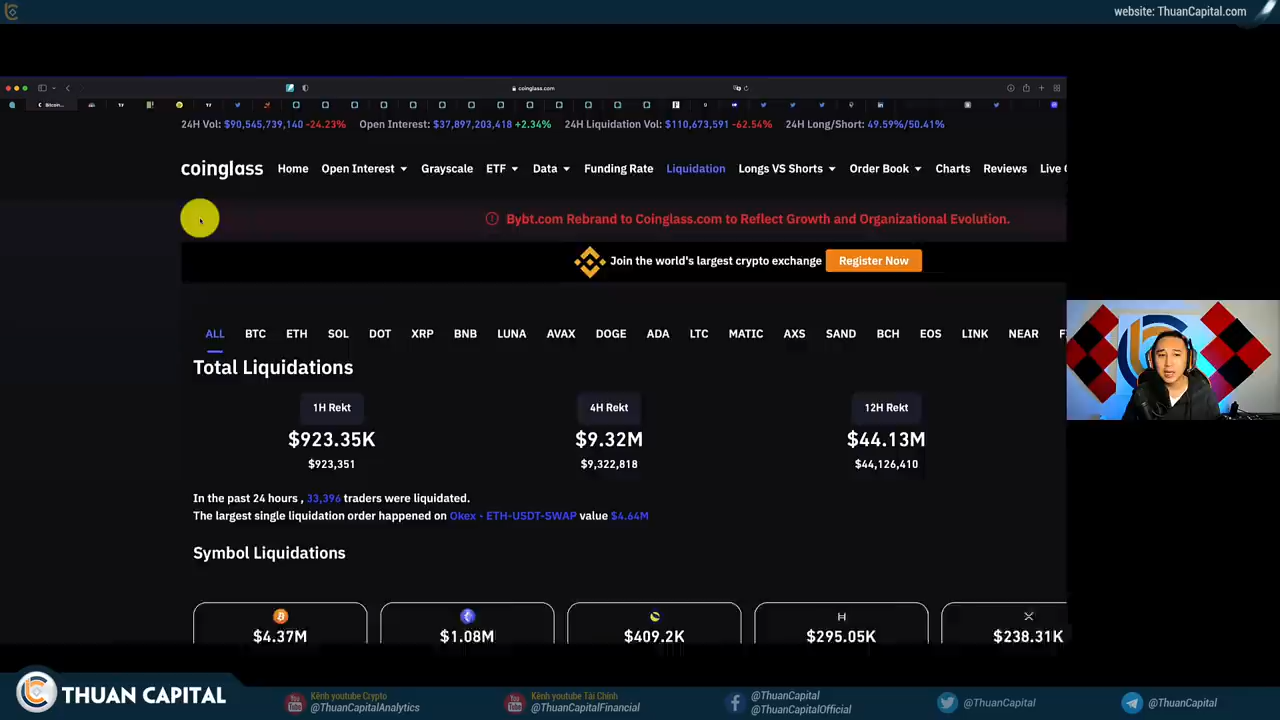 website: ThuanCapital.com
coinglass.com
24H Vol: $90,545,739,140 -24.23% Open Interest: $37,897,203,418 +2.34% 24H Liquidation Vol: $110,673,591 -62.54% 24H Long/Short: 49.59%/50.41%
coinglass Home Open Interest Grayscale ETF Data Funding Rate Liquidation Longs VS Shorts Order Book Charts Reviews Live
Bybt.com Rebrand to Coinglass.com to Reflect Growth and Organizational Evolution.
Join the world's largest crypto exchange Register Now
ALL BTC ETH SOL DOT XRP BNB LUNA AVAX DOGE ADA LTC MATIC AXS SAND BCH EOS LINK NEAR
Total Liquidations
1H Rekt 4H Rekt 12H Rekt
$923.35K $9.32M $44.13M
$923,351 $9,322,818 $44,126,410
In the past 24 hours , 33,396 traders were liquidated.
The largest single liquidation order happened on Okex - ETH-USDT-SWAP value $4.64M
Symbol Liquidations
$4.37M $1.08M $409.2K $295.05K $238.31K
THUAN CAPITAL
Kênh youtube Crypto
@ThuanCapitalAnalytics
Kênh youtube Tài Chính
@ThuanCapitalFinancial
@ThuanCapital
@ThuanCapitalOfficial
@ThuanCapital
@ThuanCapital